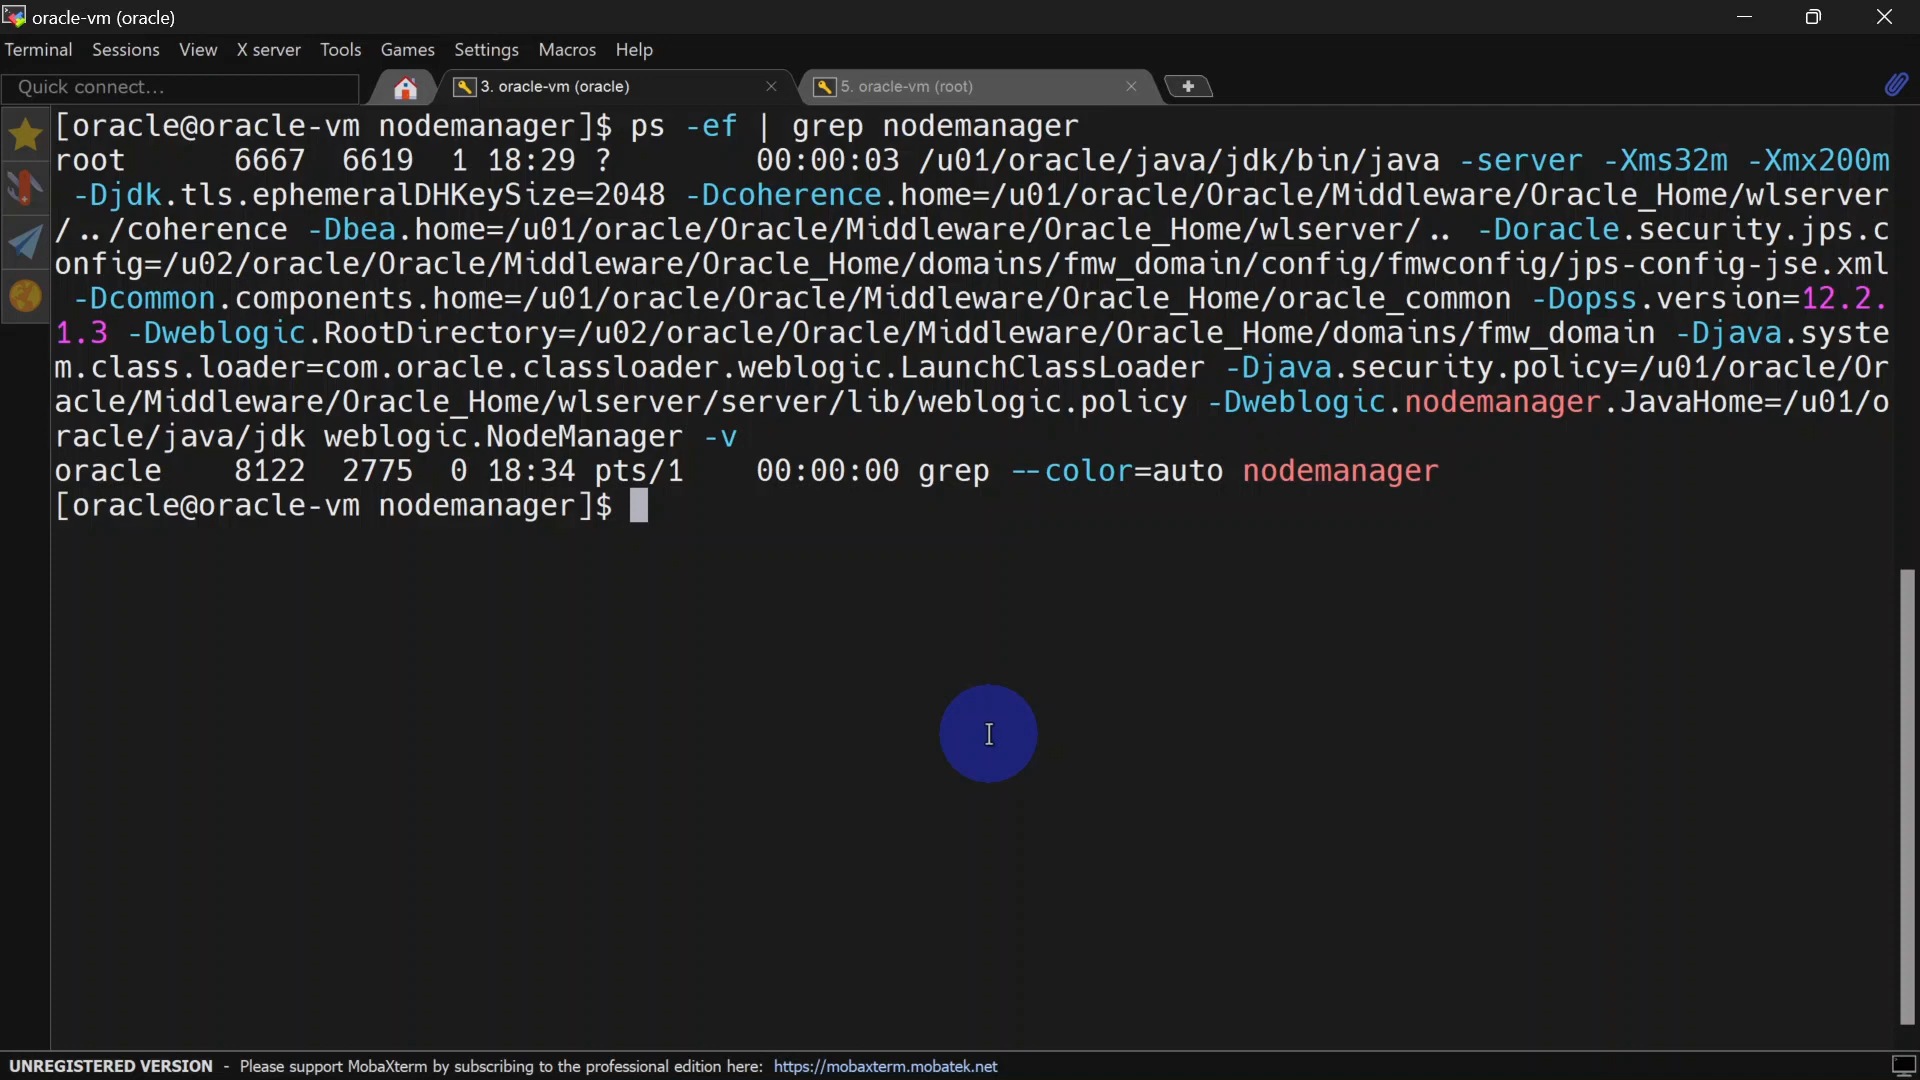 oracle-vm (oracle)
Terminal Sessions View X server Tools Games Settings Macros Help
Quick connect...
3. oracle-vm (oracle)
5. oracle-vm (root)
[oracle@oracle-vm nodemanager]$ ps -ef | grep nodemanager
root 6667 6619 1 18:29 ? 00:00:03 /u01/oracle/java/jdk/bin/java -server -Xms32m -Xmx200m
-Djdk.tls.ephemeralDHKeySize=2048 -Dcoherence.home=/u01/oracle/Oracle/Middleware/Oracle_Home/wlserver
/../coherence -Dbea.home=/u01/oracle/Oracle/Middleware/Oracle_Home/wlserver/.. -Doracle.security.jps.c
onfig=/u02/oracle/Oracle/Middleware/Oracle_Home/domains/fmw_domain/config/fmwconfig/jps-config-jse.xml
-Dcommon.components.home=/u01/oracle/Oracle/Middleware/Oracle_Home/oracle_common -Dopss.version=12.2.
1.3 -Dweblogic.RootDirectory=/u02/oracle/Oracle/Middleware/Oracle_Home/domains/fmw_domain -Djava.syste
m.class.loader=com.oracle.classloader.weblogic.LaunchClassLoader -Djava.security.policy=/u01/oracle/Or
acle/Middleware/Oracle_Home/wlserver/server/lib/weblogic.policy -Dweblogic.nodemanager.JavaHome=/u01/o
racle/java/jdk weblogic.NodeManager -v
oracle 8122 2775 0 18:34 pts/1 00:00:00 grep --color=auto nodemanager
[oracle@oracle-vm nodemanager]$
UNREGISTERED VERSION - Please support MobaXterm by subscribing to the professional edition here: https://mobaxterm.mobatek.net